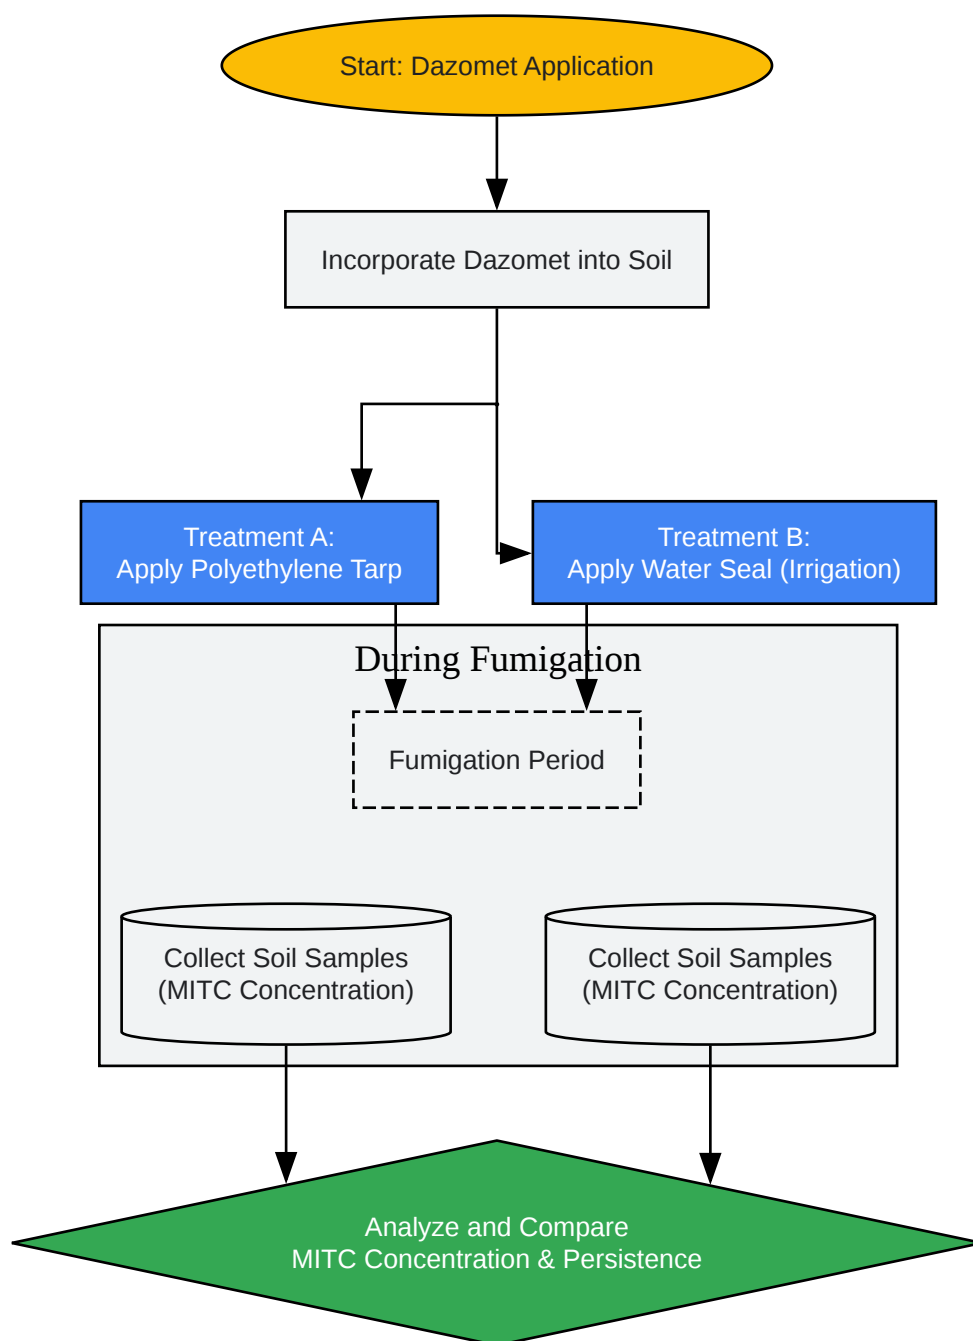 Start: Dazomet Application
Incorporate Dazomet into Soil
Treatment A:
Apply Polyethylene Tarp
Treatment B:
Apply Water Seal (Irrigation)
During Fumigation
Fumigation Period
Collect Soil Samples
(MITC Concentration)
Collect Soil Samples
(MITC Concentration)
Analyze and Compare
MITC Concentration & Persistence